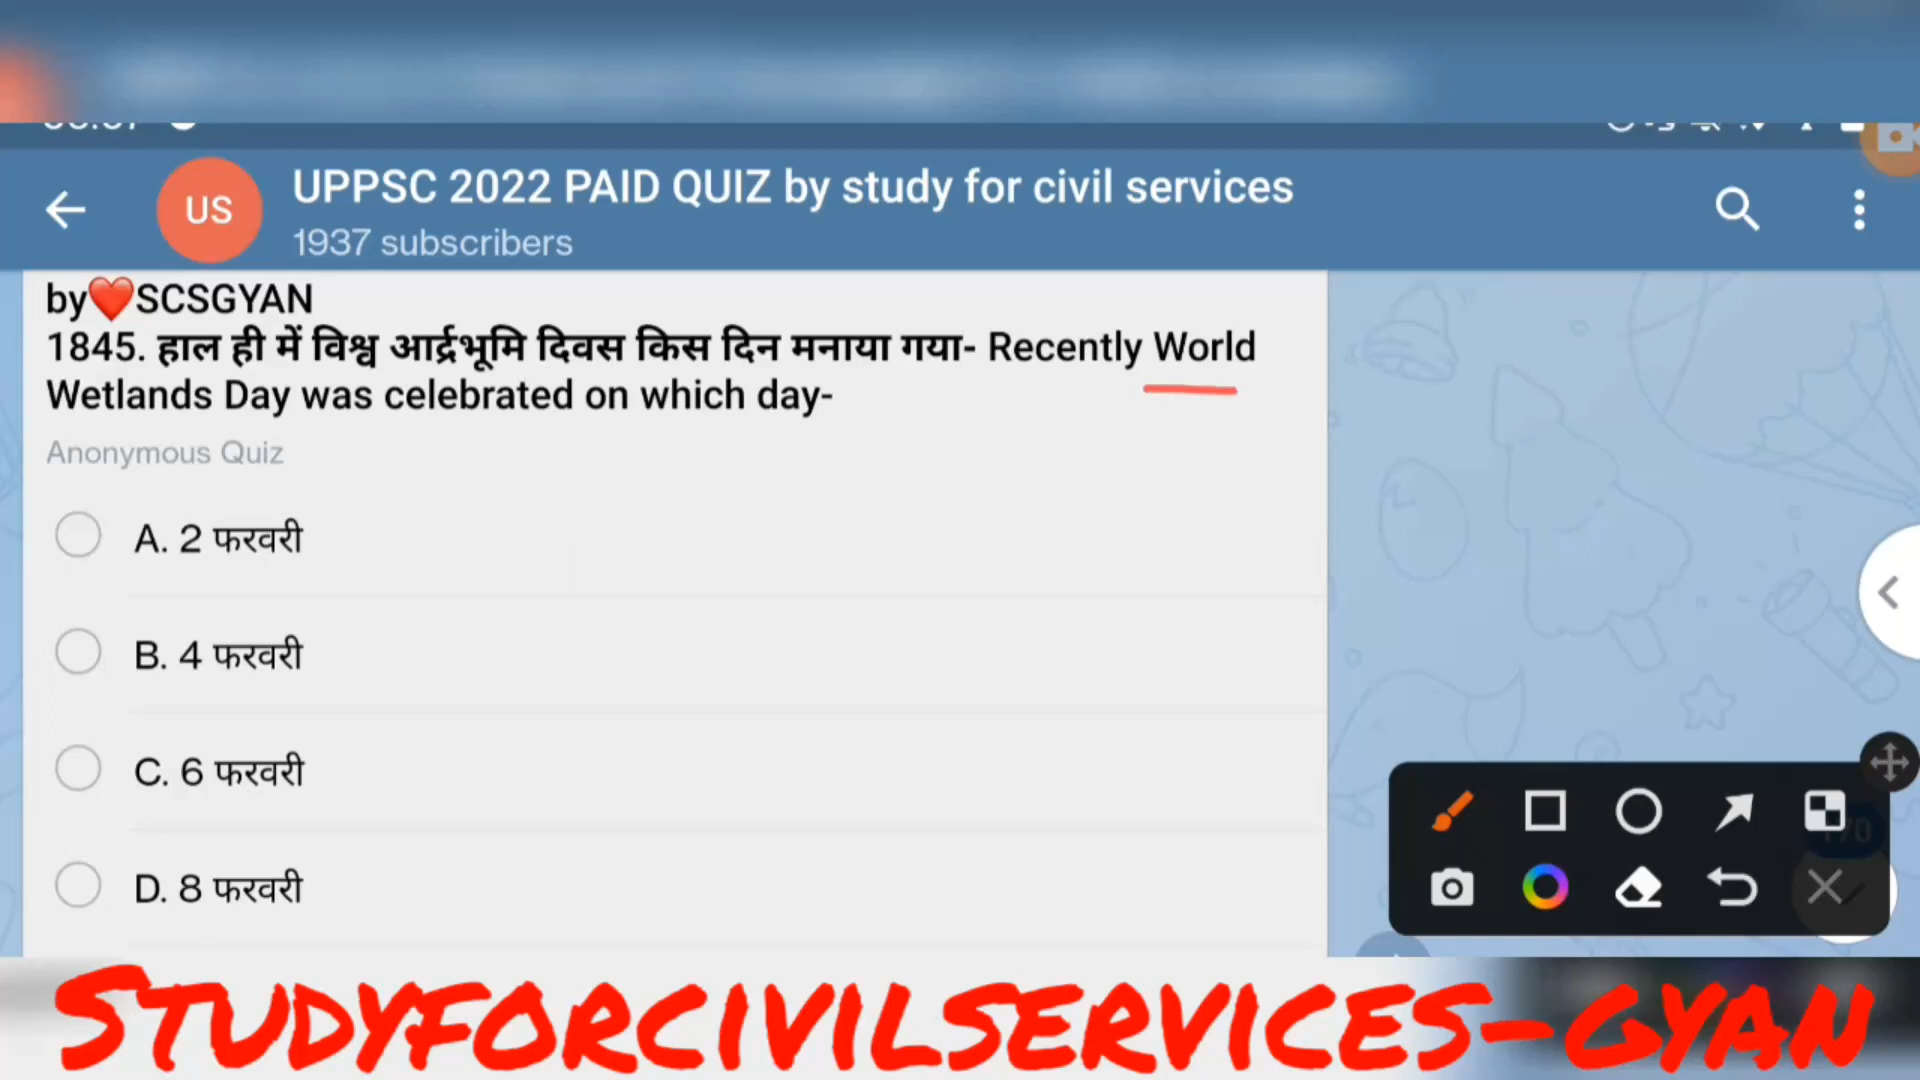 UPPSC 2022 PAID QUIZ by study for civil services
US
1937 subscribers
by❤️SCSGYAN
1845. हाल ही में विश्व आर्द्रभूमि दिवस किस दिन मनाया गया- Recently World
Wetlands Day was celebrated on which day-
Anonymous Quiz
A. 2 फरवरी
B. 4 फरवरी
C. 6 फरवरी
D. 8 फरवरी
STUDYFORCIVILSERVICES-GYAN